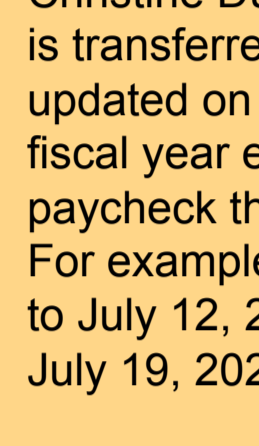 is transferre
updated on
fiscal year e
paycheck th
For example
to July 12, 2
July 19, 202